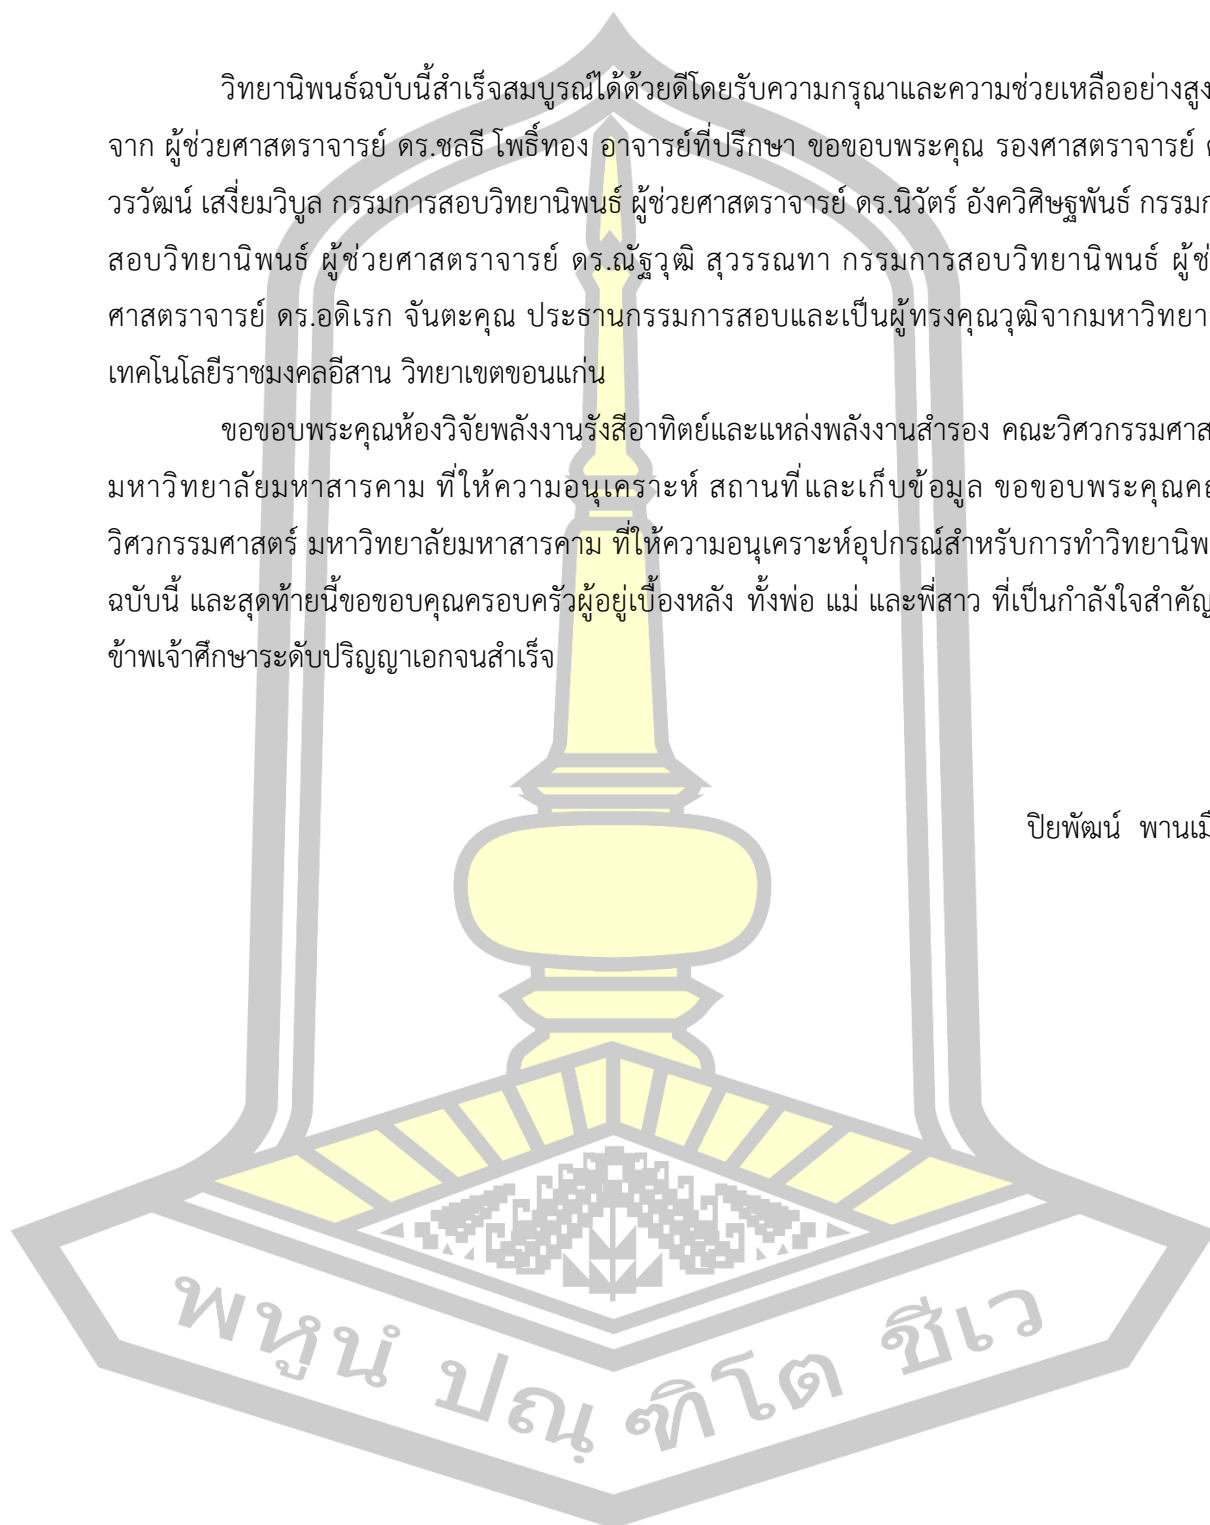 วิทยานิพนธ์ฉบับนี้สำเร็จสมบูรณ์ได้ด้วยดีโดยรับความกรุณาและความช่วยเหลืออย่างสูง
จาก ผู้ช่วยศาสตราจารย์ ดร.ชลธี โพธิ์ทอง อาจารย์ที่ปรึกษา ขอขอบพระคุณ รองศาสตราจารย์
วรวัฒน์ เสงี่ยมวิบูล กรรมการสอบวิทยานิพนธ์ ผู้ช่วยศาสตราจารย์ ดร.นิวัตร์ อังควิศิษฐพันธ์
สอบวิทยานิพนธ์ ผู้ช่วยศาสตราจารย์ ดร.ณัฐวุฒิ สุวรรณทา กรรมการสอบวิทยานิพนธ์
ศาสตราจารย์ ดร.อดิเรก จันตะคุณ ประธานกรรมการสอบและเป็นผู้ทรงคุณวุฒิจากมหาวิทยา
เทคโนโลยีราชมงคลอีสาน วิทยาเขตขอนแก่น
ขอขอบพระคุณห้องวิจัยพลังงานรังสีอาทิตย์และแหล่งพลังงานสำรอง คณะวิศวกรรมศาส
มหาวิทยาลัยมหาสารคาม ที่ให้ความอนุเคราะห์ สถานที่และเก็บข้อมูล ขอขอบพระคุณ
วิศวกรรมศาสตร์ มหาวิทยาลัยมหาสารคาม ที่ให้ความอนุเคราะห์อุปกรณ์สำหรับการทำวิทยานิพ
ฉบับนี้ และสุดท้ายนี้ขอขอบคุณครอบครัวผู้อยู่เบื้องหลัง ทั้งพ่อ แม่ และพี่สาว ที่เป็นกำลังใจสำคัญ
ข้าพเจ้าศึกษาระดับปริญญาเอกจนสำเร็จ
ปิยพัฒน์ พานเมื
พหูนํ ปณฺฑิโต ชีเว